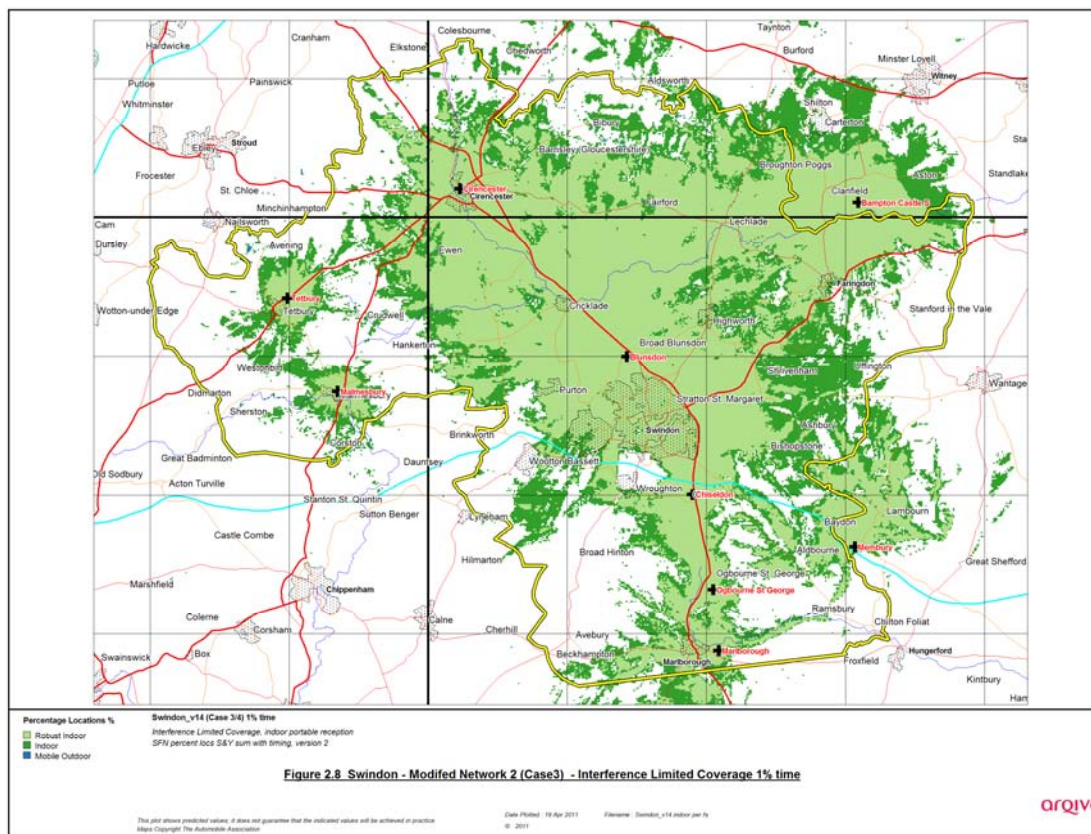 Hardwicke
Cranham
Elkstone
Colesbourne
Chedworth
Taynton
Burford
Minster Lovell
Witney
Putloe
Painswick
Aldsworth
Whitminster
Shilton
Bibury
Carterton
Stroud
Ebley
Barnsley (Gloucestershire)
Broughton Poggs
Aston
Standlake
Frocester
St. Chloe
Cirencester
Cirencester
Clanfield
Minchinhampton
Fairford
Bampton Castle S
Cam
Nailsworth
Lechlade
Dursley
Avening
Ewen
Faringdon
Tetbury
Tetbury
Cricklade
Wotton-under Edge
Crudwell
Highworth
Stanford in the Vale
Hankerton
Broad Blunsdon
Blunsdon
Westonbirt
Shrivenham
Uffington
Didmarton
Malmesbury
Purton
Wantage
Sherston
Stratton St. Margaret
Ashbury
Corston
Brinkworth
Swindon
Bishopstone
Great Badminton
Dauntsey
Wootton Bassett
Old Sodbury
Acton Turville
Wroughton
Chiseldon
Stanton St. Quintin
Lambourn
Sutton Benger
Lyneham
Baydon
Castle Combe
Aldbourne
Membury
Hilmarton
Broad Hinton
Great Shefford
Marshfield
Ogbourne St. George
Chippenham
Ogbourne St George
Ramsbury
Colerne
Calne
Chilton Foliat
Corsham
Cherhill
Avebury
Swainswick
Box
Beckhampton
Marlborough
Marlborough
Froxfield
Hungerford
Kintbury
Percentage Locations %
Robust Indoor
Indoor
Mobile Outdoor
Swindon_v14 (Case 3/4) 1% time
Interference Limited Coverage, indoor portable reception
SFN percent locs S&Y sum with timing, version 2
Figure 2.8 Swindon - Modifed Network 2 (Case3) - Interference Limited Coverage 1% time
arqiva
This plot shows predicted values; it does not guarantee that the indicated values will be achieved in practice
Maps Copyright The Automobile Association
Date Plotted : 19 Apr 2011
© 2011
Filename : Swindon_v14 indoor per fs